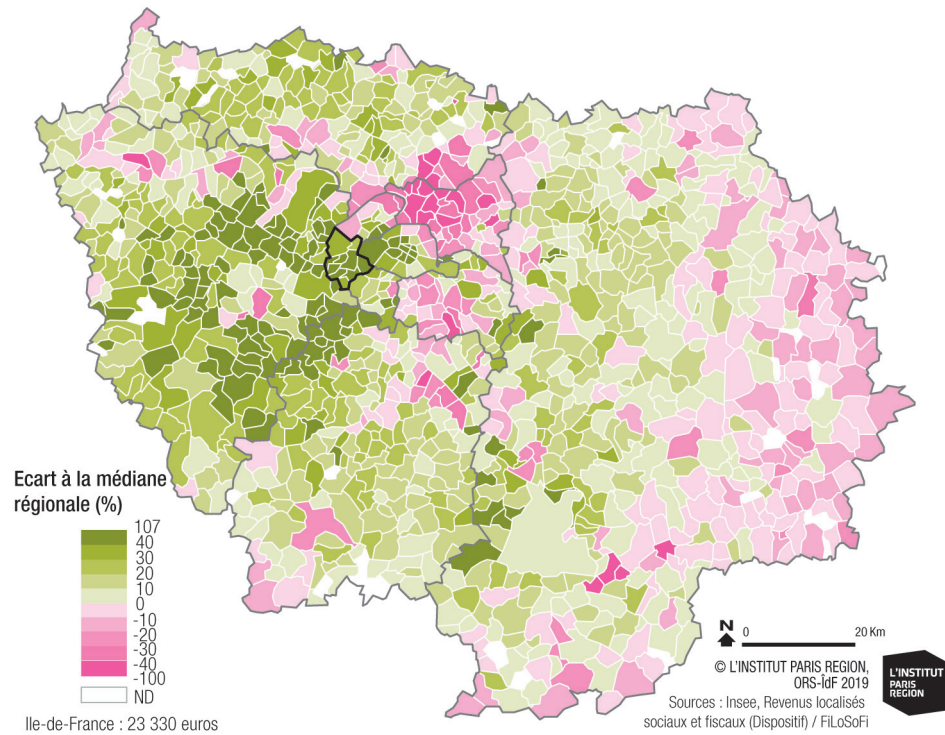 Ecart à la médiane
régionale (%)
107
40
30
20
10
0
-10
-20
-30
-40
-100
ND
Ile-de-France : 23 330 euros
N
0 20 Km
© L'INSTITUT PARIS REGION,
ORS-ÎdF 2019
Sources : Insee, Revenus localisés
sociaux et fiscaux (Dispositif) / FiLoSoFi
L'INSTITUT
PARIS
REGION